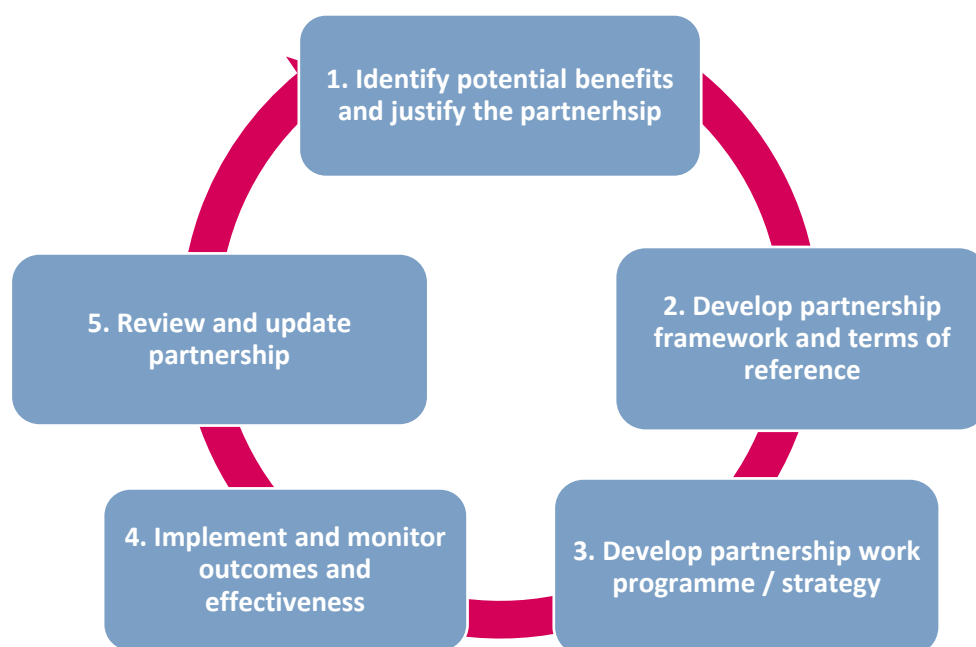 1. Identify potential benefits
and justify the partnerhsip
2. Develop partnership
framework and terms of
reference
3. Develop partnership work
programme / strategy
4. Implement and monitor
outcomes and
effectiveness
5. Review and update
partnership